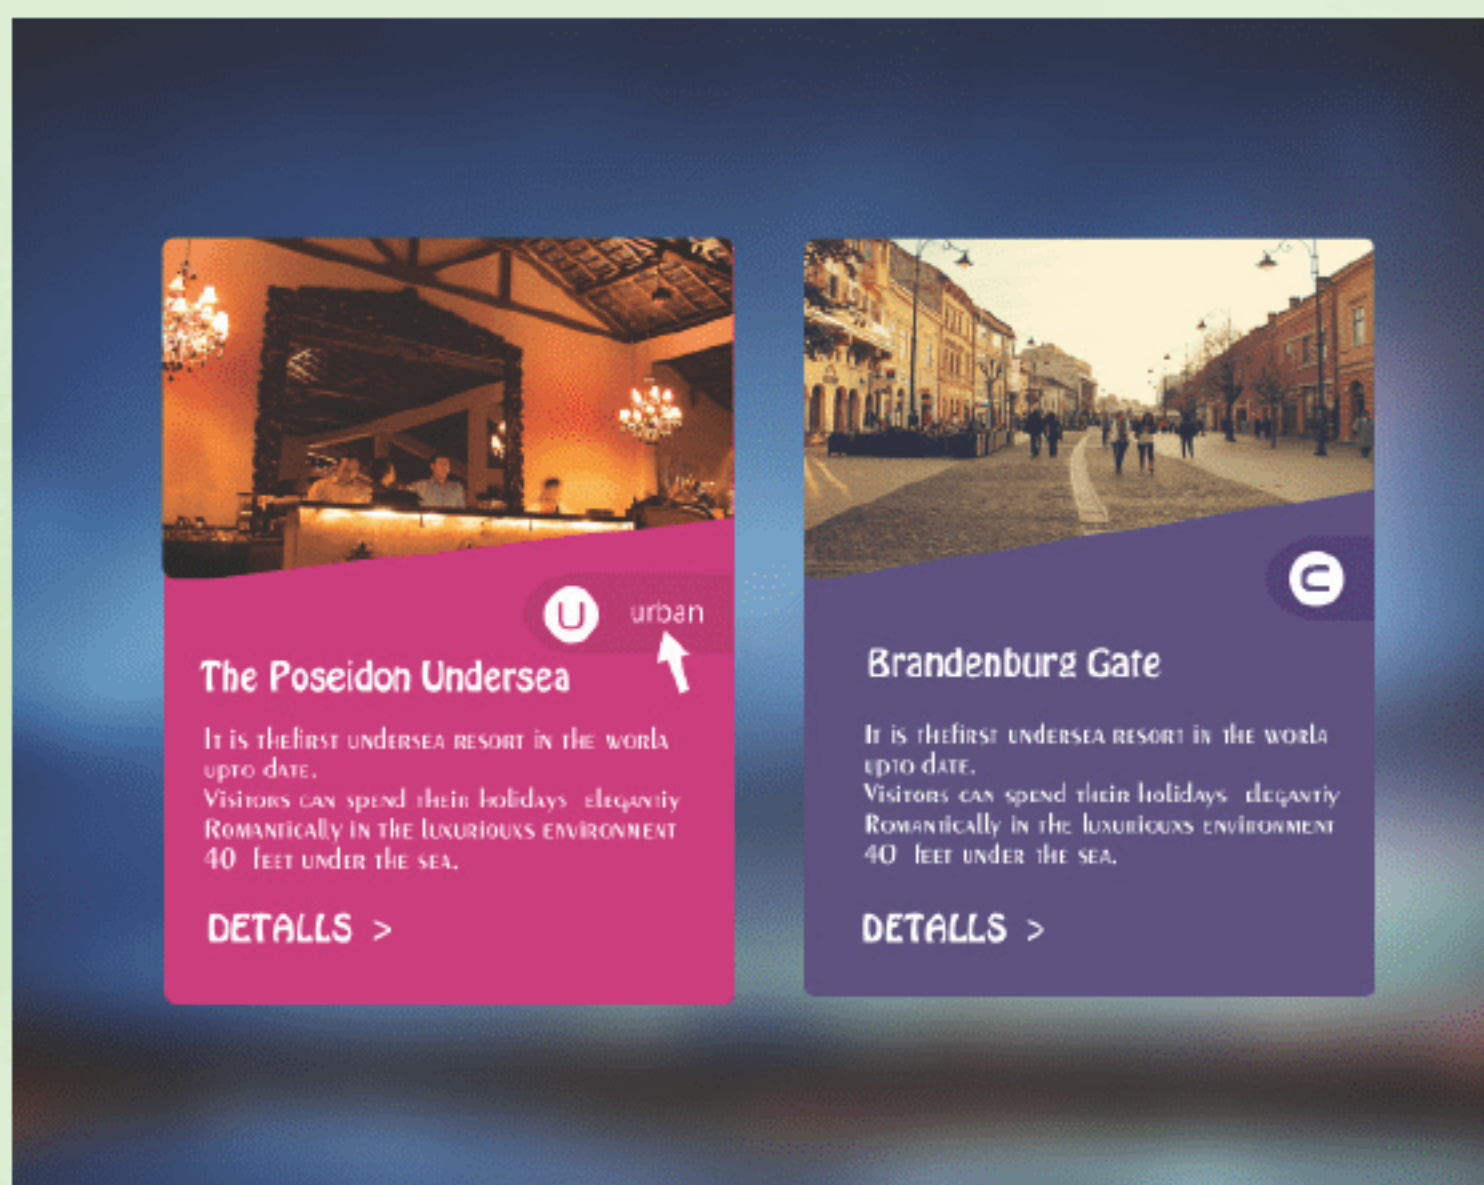 U urban
The Poseidon Undersea
It is thefirst undersea resort in the worla
upto date.
Visitors can spend their holidays elegantiy
Romantically in the luxuriouxs environment
40 feet under the sea.
DETALLS >
U
Brandenburg Gate
It is thefirst undersea resort in the worla
upto date.
Visitors can spend their holidays elegantiy
Romantically in the luxuriouxs environment
40 feet under the sea.
DETALLS >